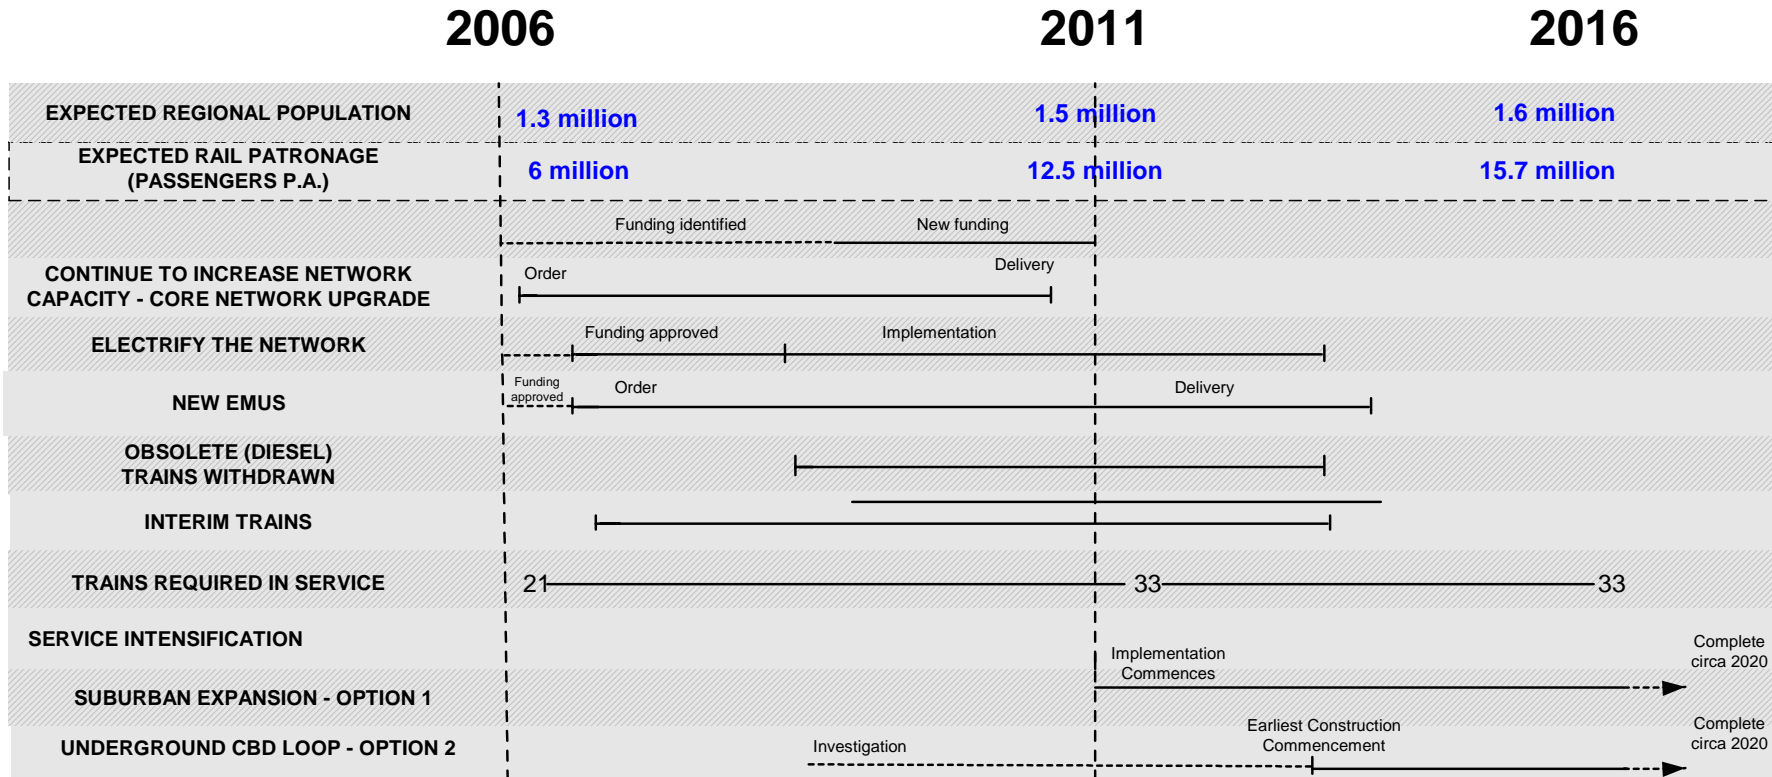 2006
2011
2016
EXPECTED REGIONAL POPULATION
1.3 million
1.5 million
1.6 million
EXPECTED RAIL PATRONAGE
(PASSENGERS P.A.)
6 million
12.5 million
15.7 million
Funding identified
New funding
CONTINUE TO INCREASE NETWORK
CAPACITY - CORE NETWORK UPGRADE
Order
Delivery
ELECTRIFY THE NETWORK
Funding approved
Implementation
NEW EMUS
Funding
approved
Order
Delivery
OBSOLETE (DIESEL)
TRAINS WITHDRAWN
INTERIM TRAINS
TRAINS REQUIRED IN SERVICE
21
33
33
SERVICE INTENSIFICATION
Implementation
Commences
Complete
circa 2020
SUBURBAN EXPANSION - OPTION 1
UNDERGROUND CBD LOOP - OPTION 2
Investigation
Earliest Construction
Commencement
Complete
circa 2020